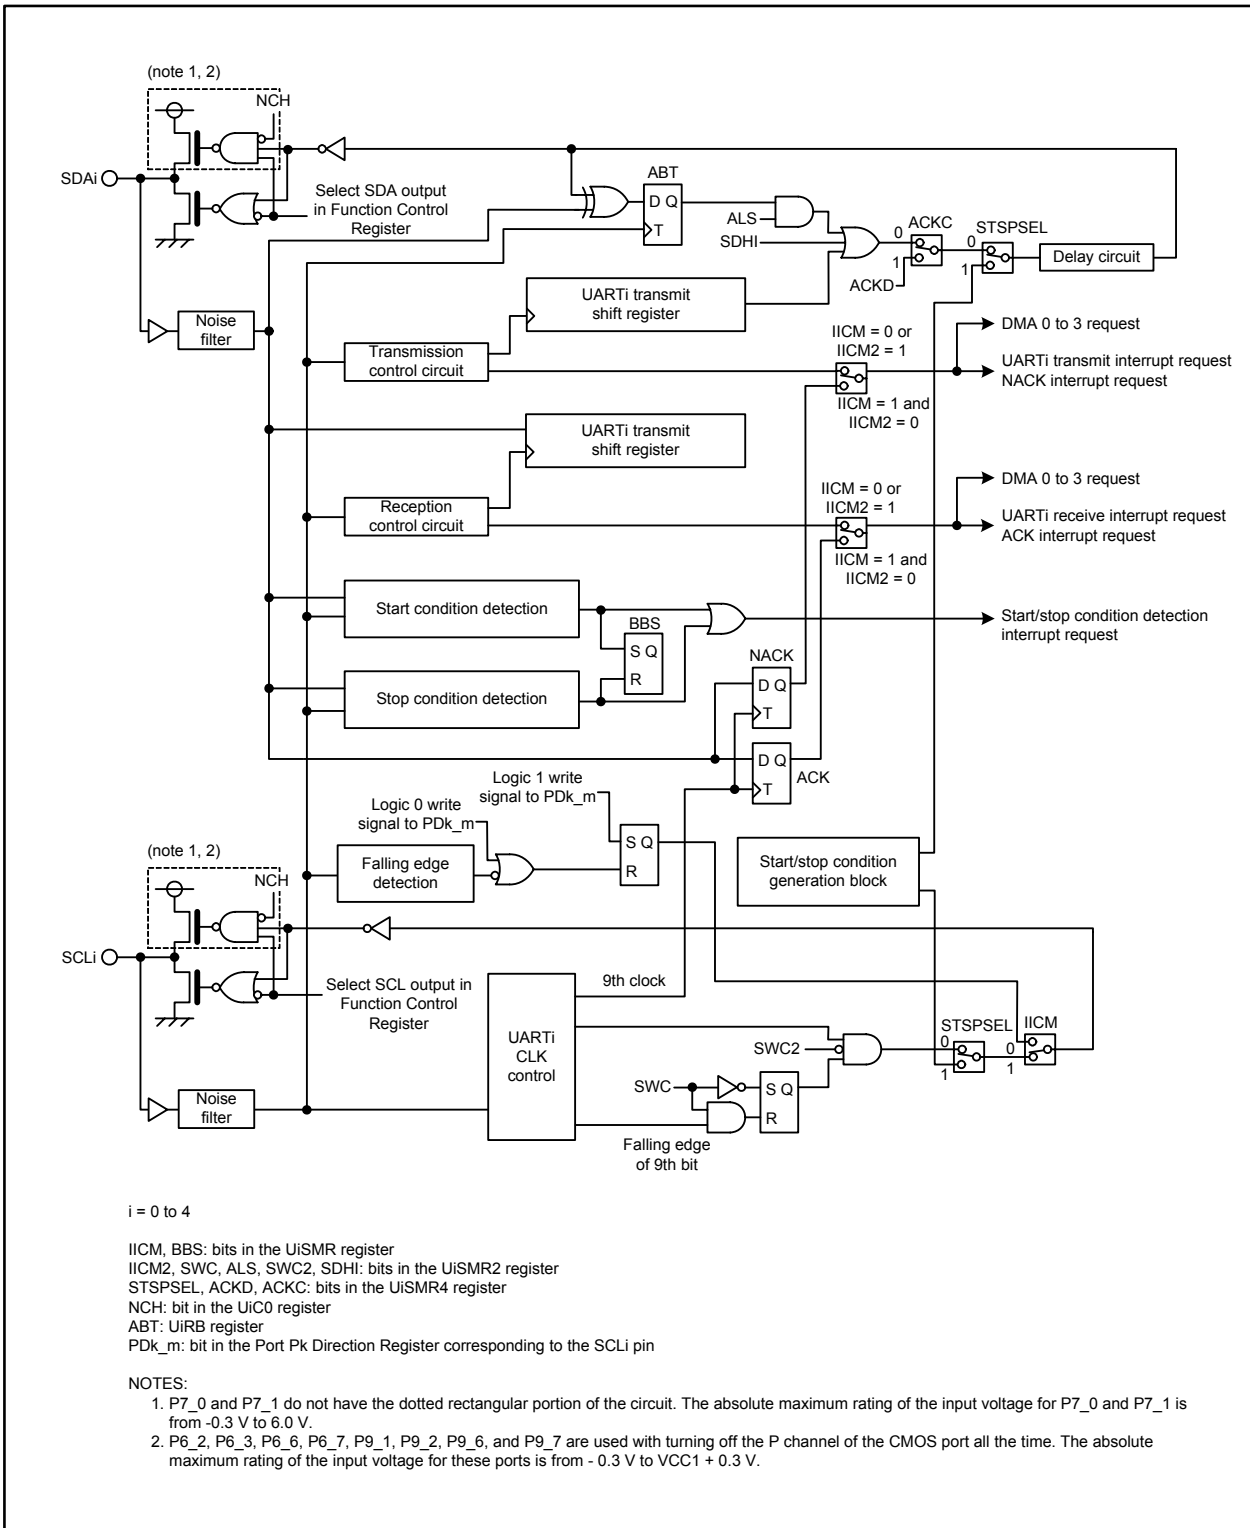 (note 1, 2)
NCH
SDAi
Select SDA output
in Function Control
Register
ABT
D Q
T
ALS
SDHI
ACKC
0
1
ACKD
STSPSEL
0
1
Delay circuit
Noise
filter
UARTi transmit
shift register
Transmission
control circuit
IICM = 0 or
IICM2 = 1
IICM = 1 and
IICM2 = 0
DMA 0 to 3 request
UARTi transmit interrupt request
NACK interrupt request
UARTi transmit
shift register
Reception
control circuit
IICM = 0 or
IICM2 = 1
IICM = 1 and
IICM2 = 0
DMA 0 to 3 request
UARTi receive interrupt request
ACK interrupt request
Start condition detection
BBS
S Q
R
Stop condition detection
Start/stop condition detection
interrupt request
NACK
D Q
T
D Q
T
ACK
Logic 1 write
signal to PDk_m
Logic 0 write
signal to PDk_m
S Q
R
Falling edge
detection
Start/stop condition
generation block
(note 1, 2)
NCH
SCLi
Select SCL output in
Function Control
Register
9th clock
UARTi
CLK
control
SWC2
SWC
S Q
R
Falling edge
of 9th bit
STSPSEL
0
1
IICM
0
1
Noise
filter
i = 0 to 4
IICM, BBS: bits in the UiSMR register
IICM2, SWC, ALS, SWC2, SDHI: bits in the UiSMR2 register
STSPSEL, ACKD, ACKC: bits in the UiSMR4 register
NCH: bit in the UiC0 register
ABT: UiRB register
PDk_m: bit in the Port Pk Direction Register corresponding to the SCLi pin
NOTES:
1. P7_0 and P7_1 do not have the dotted rectangular portion of the circuit. The absolute maximum rating of the input voltage for P7_0 and P7_1 is
from -0.3 V to 6.0 V.
2. P6_2, P6_3, P6_6, P6_7, P9_1, P9_2, P9_6, and P9_7 are used with turning off the P channel of the CMOS port all the time. The absolute
maximum rating of the input voltage for these ports is from - 0.3 V to VCC1 + 0.3 V.